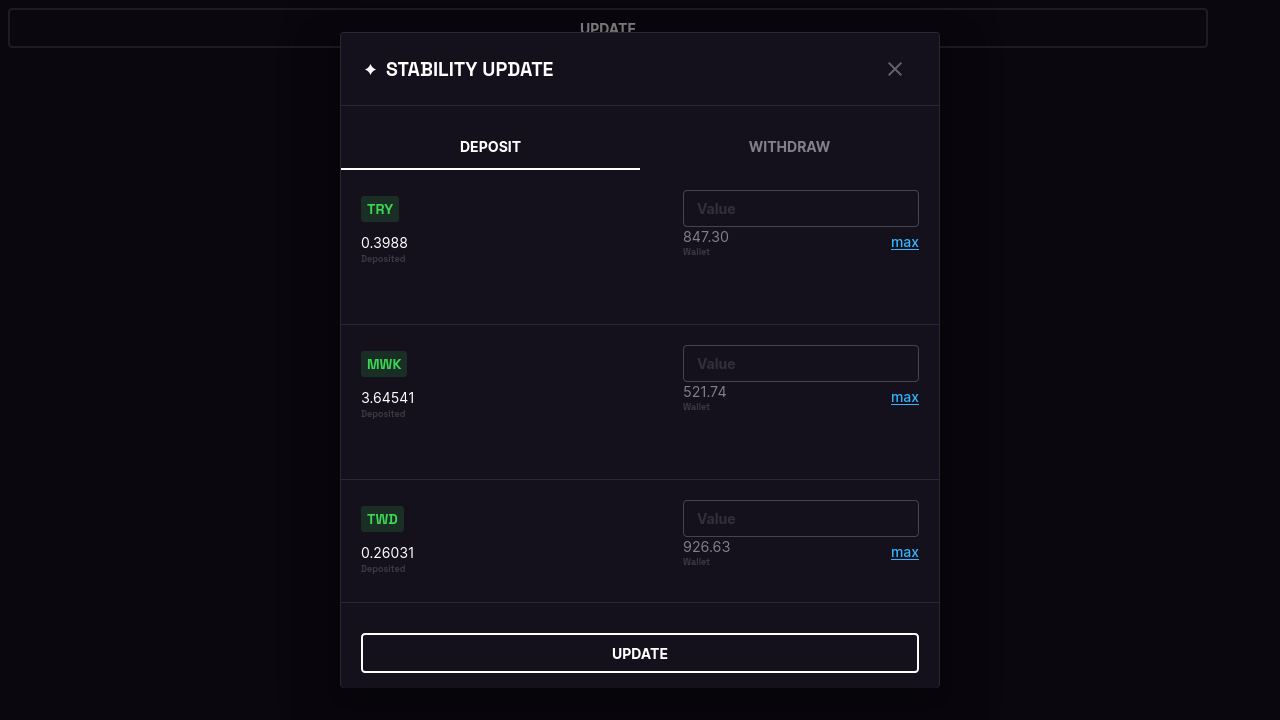 UPDATE
✦ STABILITY UPDATE
DEPOSIT
WITHDRAW
TRY
Value
0.3988
Deposited
847.30
Wallet
max
MWK
Value
3.64541
Deposited
521.74
Wallet
max
TWD
Value
0.26031
Deposited
926.63
Wallet
max
UPDATE